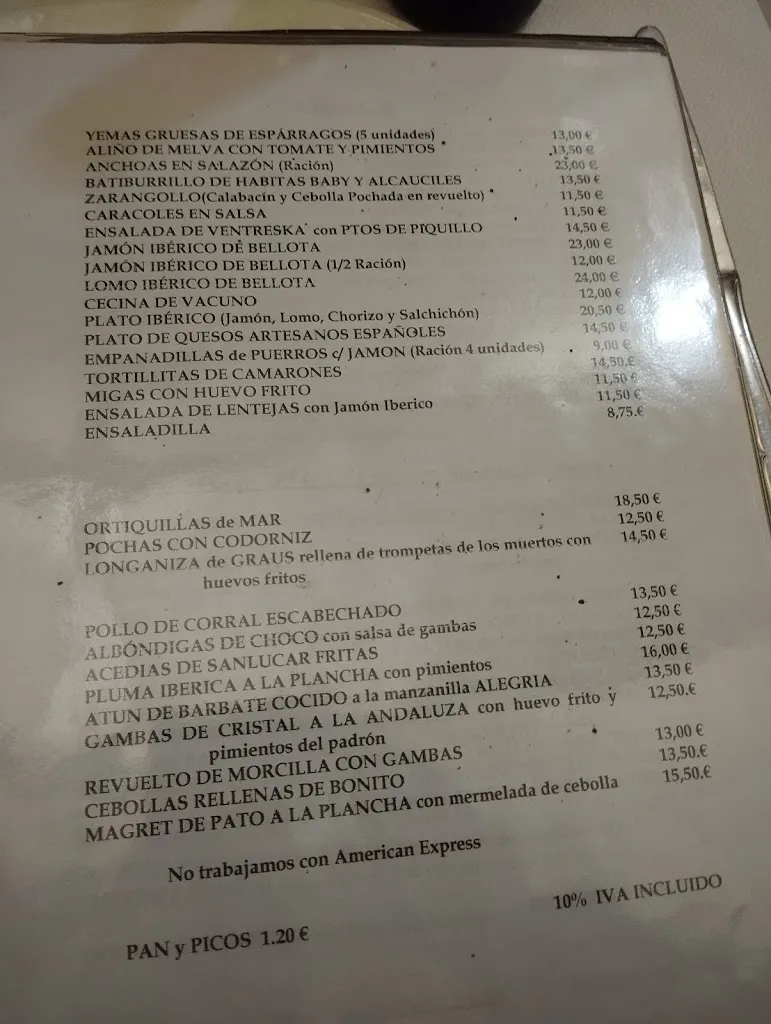 YEMAS GRUESAS DE ESPÁRRAGOS (5 unidades) 13,00 €
ALIÑO DE MELVA CON TOMATE Y PIMIENTOS 13,50 €
ANCHOAS EN SALAZÓN (Ración) 23,00 €
BATIBURRILLO DE HABITAS BABY Y ALCAUCILES 13,50 €
ZARANGOLLO(Calabacín y Cebolla Pochada en revuelto) 11,50 €
CARACOLES EN SALSA 11,50 €
ENSALADA DE VENTRESKA con PTOS DE PIQUILLO 14,50 €
JAMÓN IBÉRICO DE BELLOTA 23,00 €
JAMÓN IBÉRICO DE BELLOTA (1/2 Ración) 12,00 €
LOMO IBÉRICO DE BELLOTA 24,00 €
CECINA DE VACUNO 12,00 €
PLATO IBÉRICO (Jamón, Lomo, Chorizo y Salchichón) 20,50 €
PLATO DE QUESOS ARTESANOS ESPAÑOLES 14,50 €
EMPANADILLAS de PUERROS c/ JAMON (Ración 4 unidades) 9,00 €
TORTILLITAS DE CAMARONES 14,50.€
MIGAS CON HUEVO FRITO 11,50 €
ENSALADA DE LENTEJAS con Jamón Iberico 11,50 €
ENSALADILLA 8,75.€
ORTIQUILLAS de MAR 18,50 €
POCHAS CON CODORNIZ 12,50 €
LONGANIZA de GRAUS rellena de trompetas de los muertos con 14,50 €
huevos fritos
POLLO DE CORRAL ESCABECHADO 13,50 €
ALBÓNDIGAS DE CHOCO con salsa de gambas 12,50 €
ACEDIAS DE SANLUCAR FRITAS 12,50 €
PLUMA IBERICA A LA PLANCHA con pimientos 16,00 €
ATUN DE BARBATE COCIDO a la manzanilla ALEGRIA 13,50 €
GAMBAS DE CRISTAL A LA ANDALUZA con huevo frito y 12,50.€
pimientos del padrón
REVUELTO DE MORCILLA CON GAMBAS 13,00 €
CEBOLLAS RELLENAS DE BONITO 13,50.€
MAGRET DE PATO A LA PLANCHA con mermelada de cebolla 15,50.€
No trabajamos con American Express
10% IVA INCLUIDO
PAN y PICOS 1.20 €